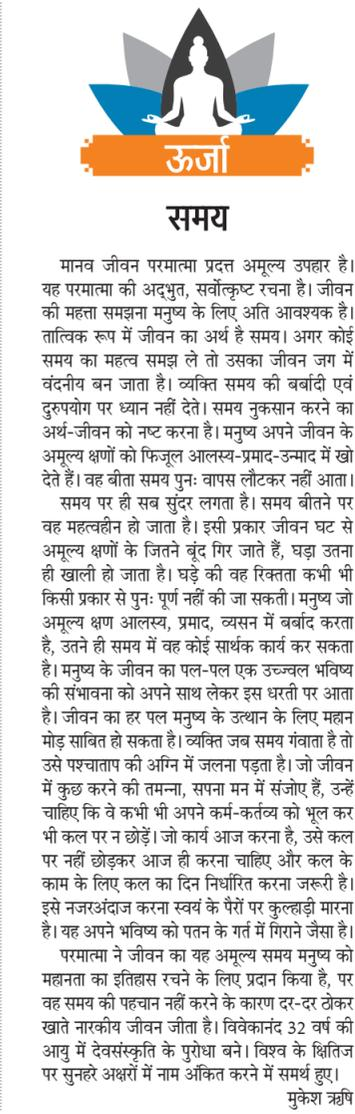 ऊर्जा
समय
मानव जीवन परमात्मा प्रदत्त अमूल्य उपहार है।
यह परमात्मा की अद्भुत, सर्वोत्कृष्ट रचना है। जीवन
की महत्ता समझना मनुष्य के लिए अति आवश्यक है।
तात्विक रूप में जीवन का अर्थ है समय। अगर कोई
समय का महत्व समझ ले तो उसका जीवन जग में
वंदनीय बन जाता है। व्यक्ति समय की बर्बादी एवं
दुरुपयोग पर ध्यान नहीं देते। समय नुकसान करने का
अर्थ-जीवन को नष्ट करना है। मनुष्य अपने जीवन के
अमूल्य क्षणों को फिजूल आलस्य-प्रमाद-उन्माद में खो
देते हैं। वह बीता समय पुनः वापस लौटकर नहीं आता।
समय पर ही सब सुंदर लगता है। समय बीतने पर
वह महत्वहीन हो जाता है। इसी प्रकार जीवन घट से
अमूल्य क्षणों के जितने बूंद गिर जाते हैं, घड़ा उतना
ही खाली हो जाता है। घड़े की वह रिक्तता कभी भी
किसी प्रकार से पुनः पूर्ण नहीं की जा सकती। मनुष्य जो
अमूल्य क्षण आलस्य, प्रमाद, व्यसन में बर्बाद करता
है, उतने ही समय में वह कोई सार्थक कार्य कर सकता
है। मनुष्य के जीवन का पल-पल एक उज्ज्वल भविष्य
की संभावना को अपने साथ लेकर इस धरती पर आता
है। जीवन का हर पल मनुष्य के उत्थान के लिए महान
मोड़ साबित हो सकता है। व्यक्ति जब समय गंवाता है तो
उसे पश्चाताप की अग्नि में जलना पड़ता है। जो जीवन
में कुछ करने की तमन्ना, सपना मन में संजोए हैं, उन्हें
चाहिए कि वे कभी भी अपने कर्म-कर्तव्य को भूल कर
भी कल पर न छोड़ें। जो कार्य आज करना है, उसे कल
पर नहीं छोड़कर आज ही करना चाहिए और कल के
काम के लिए कल का दिन निर्धारित करना जरूरी है।
इसे नजरअंदाज करना स्वयं के पैरों पर कुल्हाड़ी मारना
है। यह अपने भविष्य को पतन के गर्त में गिराने जैसा है।
परमात्मा ने जीवन का यह अमूल्य समय मनुष्य को
महानता का इतिहास रचने के लिए प्रदान किया है, पर
वह समय की पहचान नहीं करने के कारण दर-दर ठोकर
खाते नारकीय जीवन जीता है। विवेकानंद 32 वर्ष की
आयु में देवसंस्कृति के पुरोधा बने। विश्व के क्षितिज
पर सुनहरे अक्षरों में नाम अंकित करने में समर्थ हुए।
मुकेश ऋषि